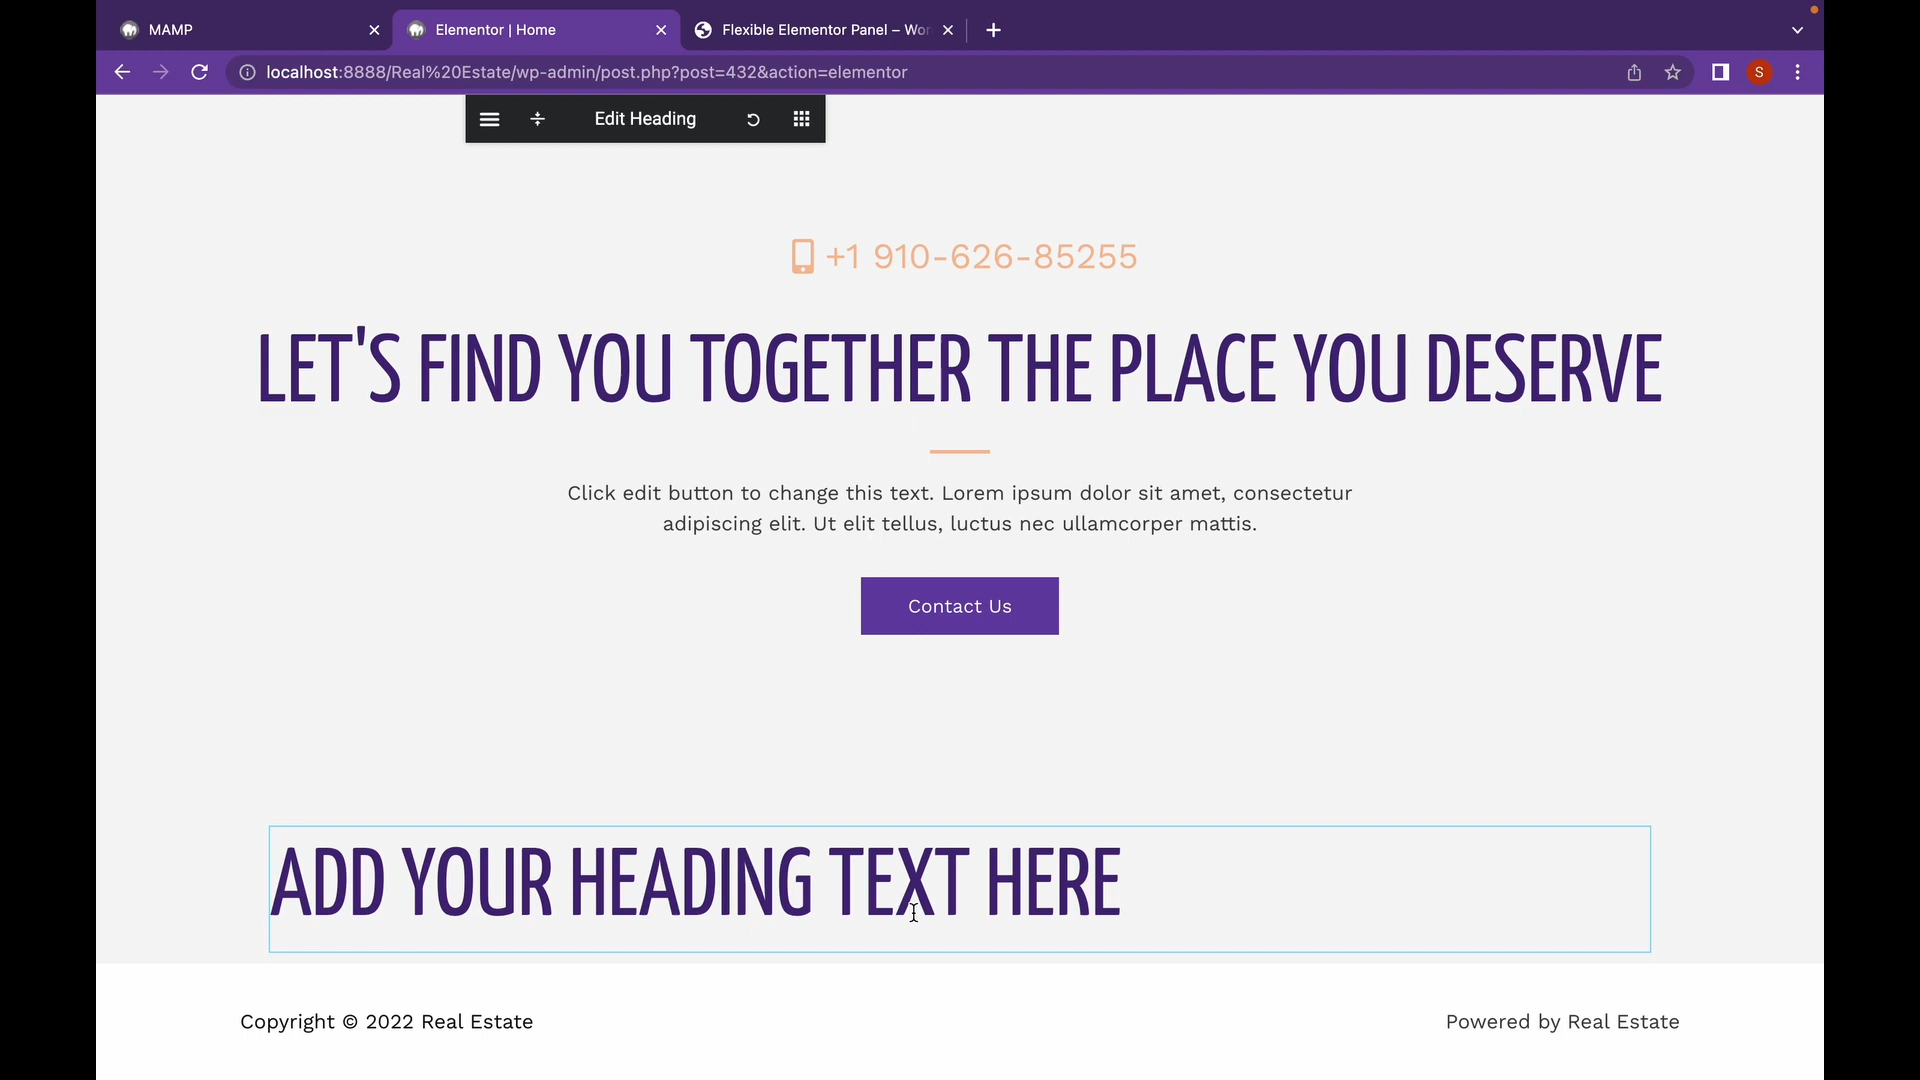 MAMP
Elementor | Home
Flexible Elementor Panel – Wor
localhost:8888/Real%20Estate/wp-admin/post.php?post=432&action=elementor
S
Edit Heading
+1 910-626-85255
LET'S FIND YOU TOGETHER THE PLACE YOU DESERVE
Click edit button to change this text. Lorem ipsum dolor sit amet, consectetur
adipiscing elit. Ut elit tellus, luctus nec ullamcorper mattis.
Contact Us
ADD YOUR HEADING TEXT HERE
Copyright © 2022 Real Estate
Powered by Real Estate